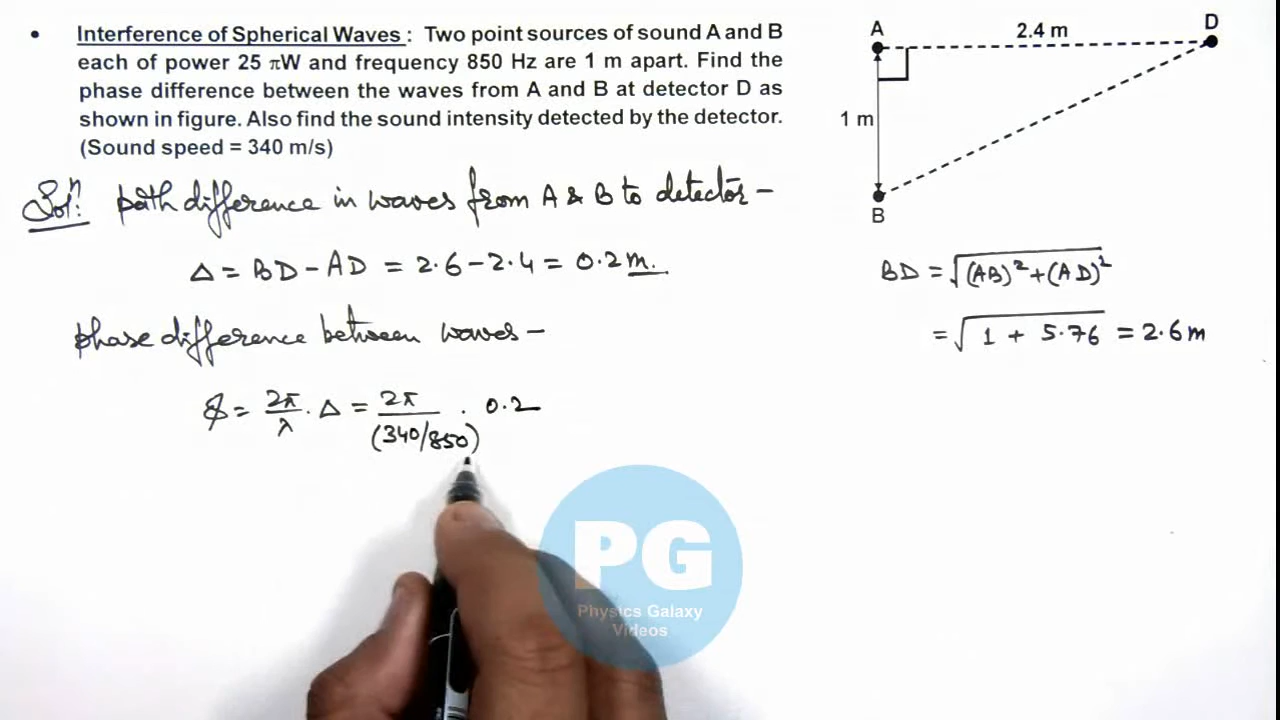 • Interference of Spherical Waves : Two point sources of sound A and B
each of power 25 πW and frequency 850 Hz are 1 m apart. Find the
phase difference between the waves from A and B at detector D as
shown in figure. Also find the sound intensity detected by the detector.
(Sound speed = 340 m/s)
A
2.4 m
D
1 m
B
Solⁿ: path difference in waves from A & B to detector –
Δ = BD – AD = 2.6 – 2.4 = 0.2 m.
phase difference between waves –
ϕ = 2π/λ · Δ = 2π/(340/850) · 0.2
BD = √((AB)² + (AD)²)
= √(1 + 5.76) = 2.6 m
PG
Physics Galaxy
Videos